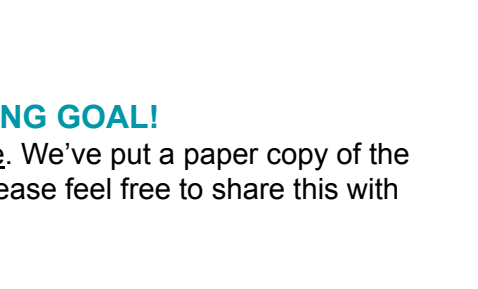 NG GOAL!
e. We've put a paper copy of the
ease feel free to share this with